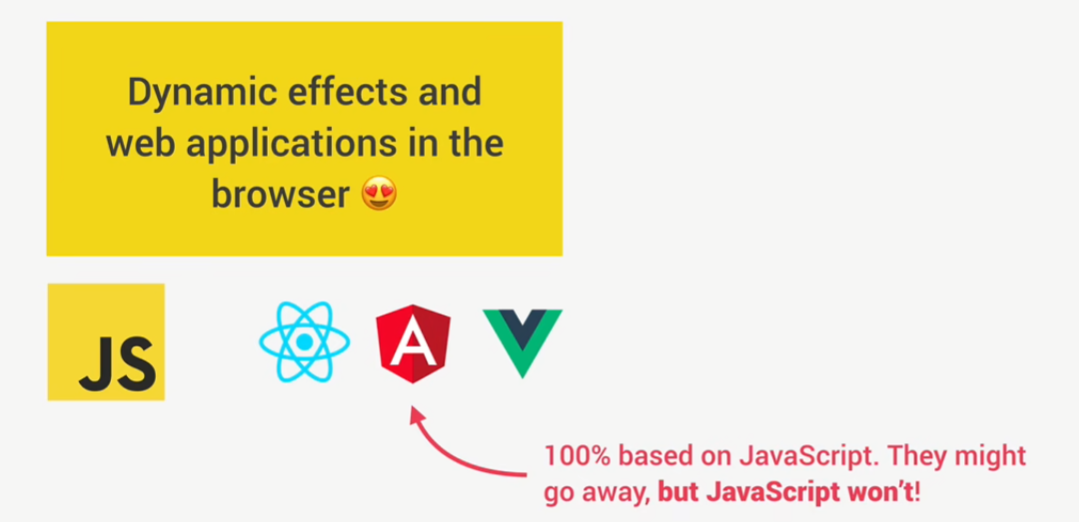 Dynamic effects and
web applications in the
browser 😍
JS
A
100% based on JavaScript. They might
go away, but JavaScript won't!